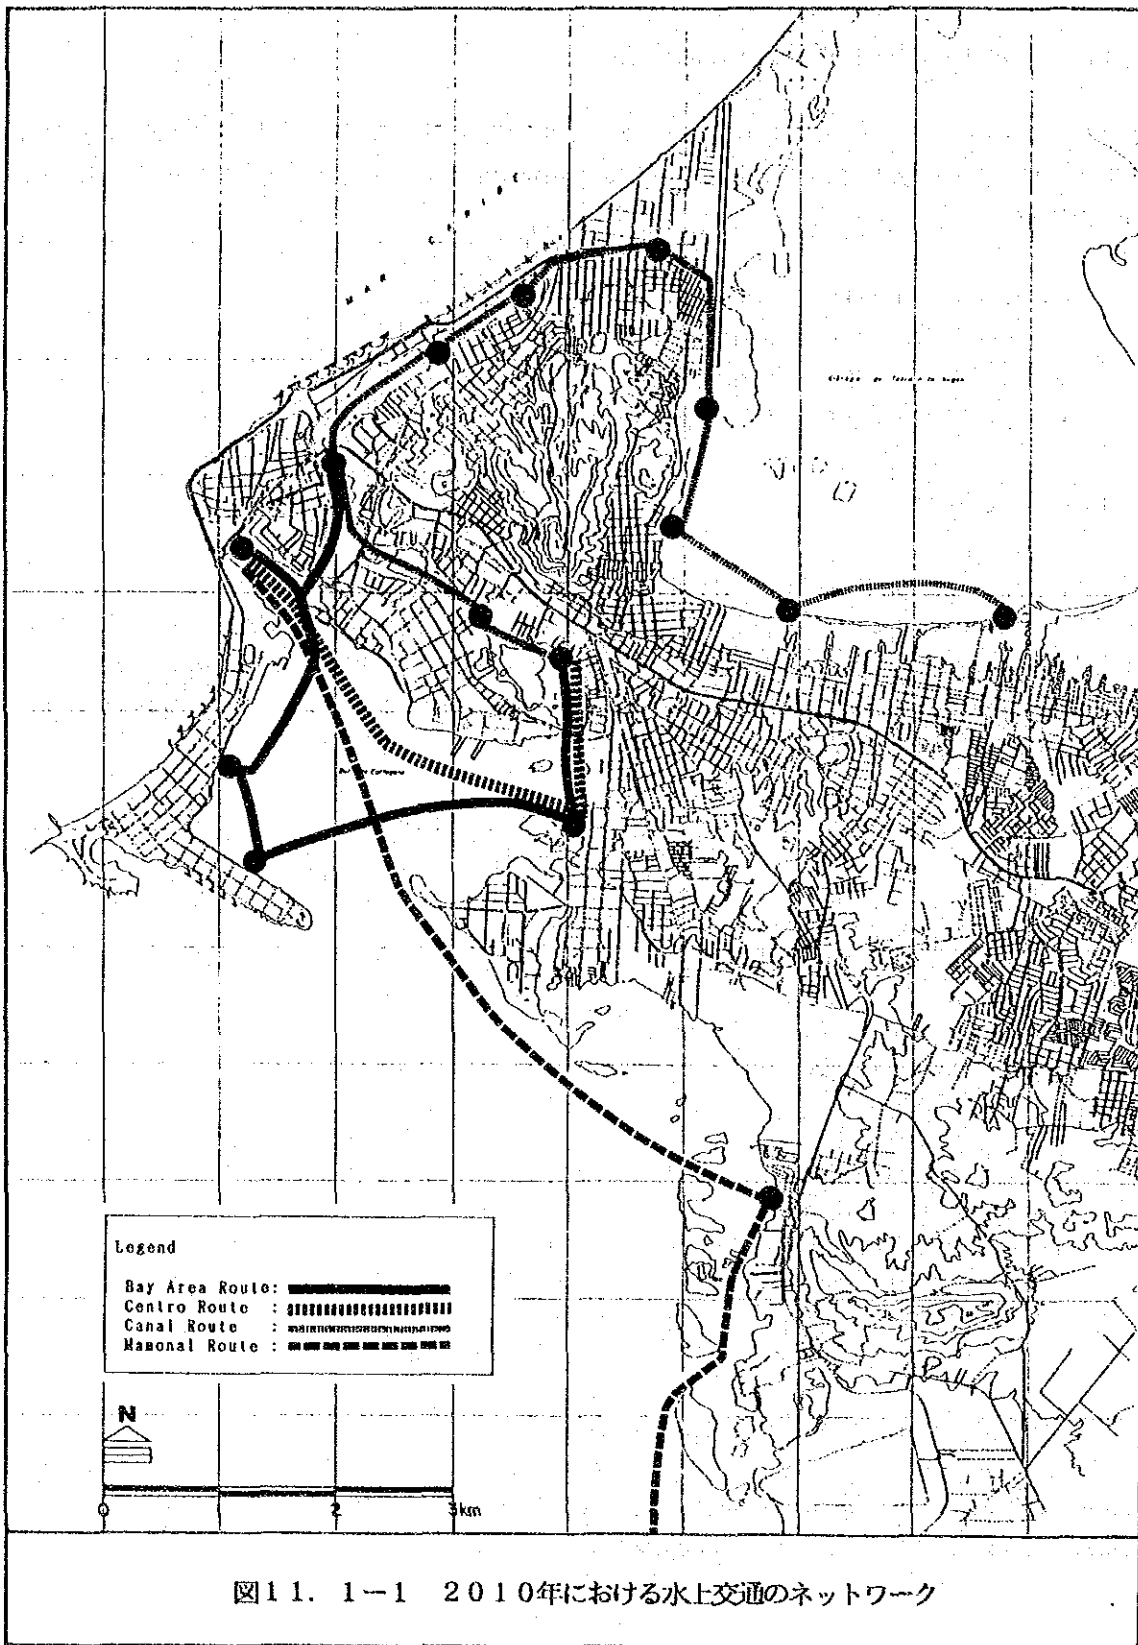 MAR CARIBE
Legend
Bay Area Route:
Centro Route :
Canal Route :
Mamonal Route :
N
0 2 3km
図11. 1-1 2010年における水上交通のネットワーク